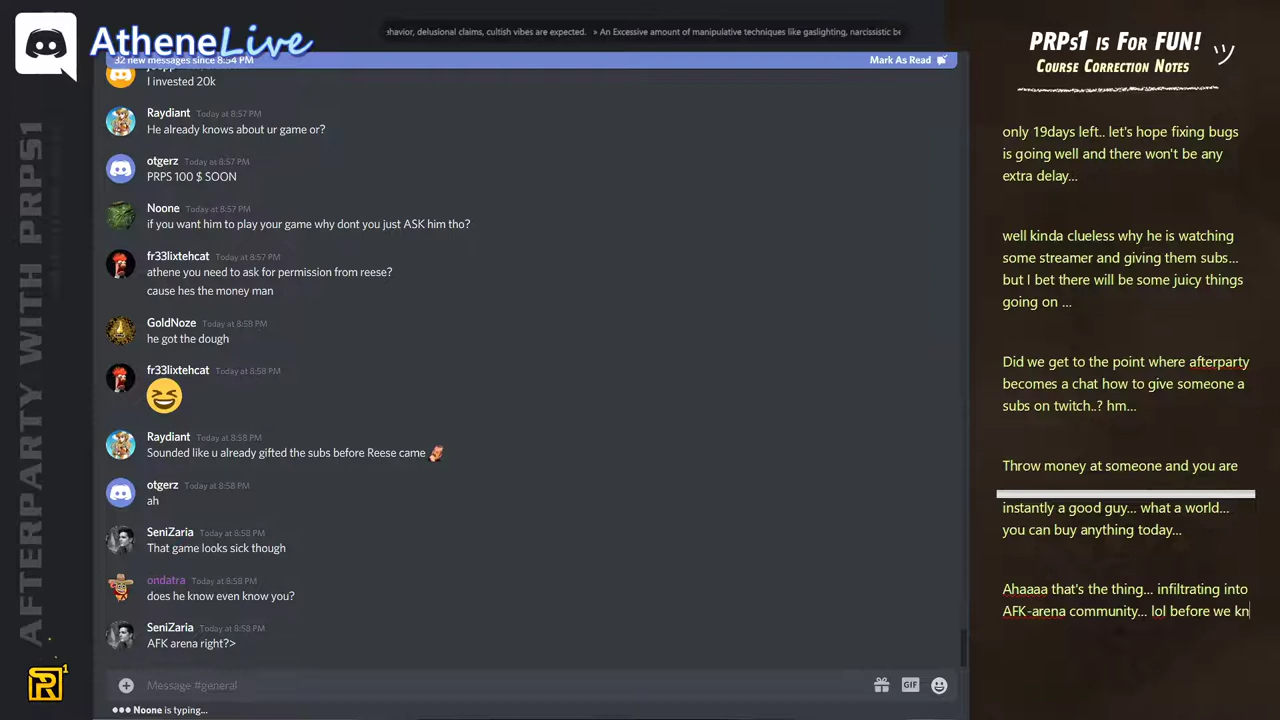 AtheneLive
ehavior, delusional claims, cultish vibes are expected. » An Excessive amount of manipulative techniques like gaslighting, narcissistic be
32 new messages since 8:54 PM
Mark As Read
I invested 20k
Raydiant Today at 8:57 PM
He already knows about ur game or?
otgerz Today at 8:57 PM
PRPS 100 $ SOON
Noone Today at 8:57 PM
if you want him to play your game why dont you just ASK him tho?
fr33lixtehcat Today at 8:57 PM
athene you need to ask for permission from reese?
cause hes the money man
GoldNoze Today at 8:58 PM
he got the dough
fr33lixtehcat Today at 8:58 PM
Raydiant Today at 8:58 PM
Sounded like u already gifted the subs before Reese came
otgerz Today at 8:58 PM
ah
SeniZaria Today at 8:58 PM
That game looks sick though
ondatra Today at 8:58 PM
does he know even know you?
SeniZaria Today at 8:58 PM
AFK arena right?>
Message #general
GIF
Noone is typing...
AFTERPARTY WITH PRPS1
R1
PRPs1 is For FUN!
Course Correction Notes
only 19days left.. let's hope fixing bugs
is going well and there won't be any
extra delay...
well kinda clueless why he is watching
some streamer and giving them subs...
but I bet there will be some juicy things
going on ...
Did we get to the point where afterparty
becomes a chat how to give someone a
subs on twitch..? hm...
Throw money at someone and you are
instantly a good guy... what a world...
you can buy anything today...
Ahaaaa that's the thing... infiltrating into
AFK-arena community... lol before we kn